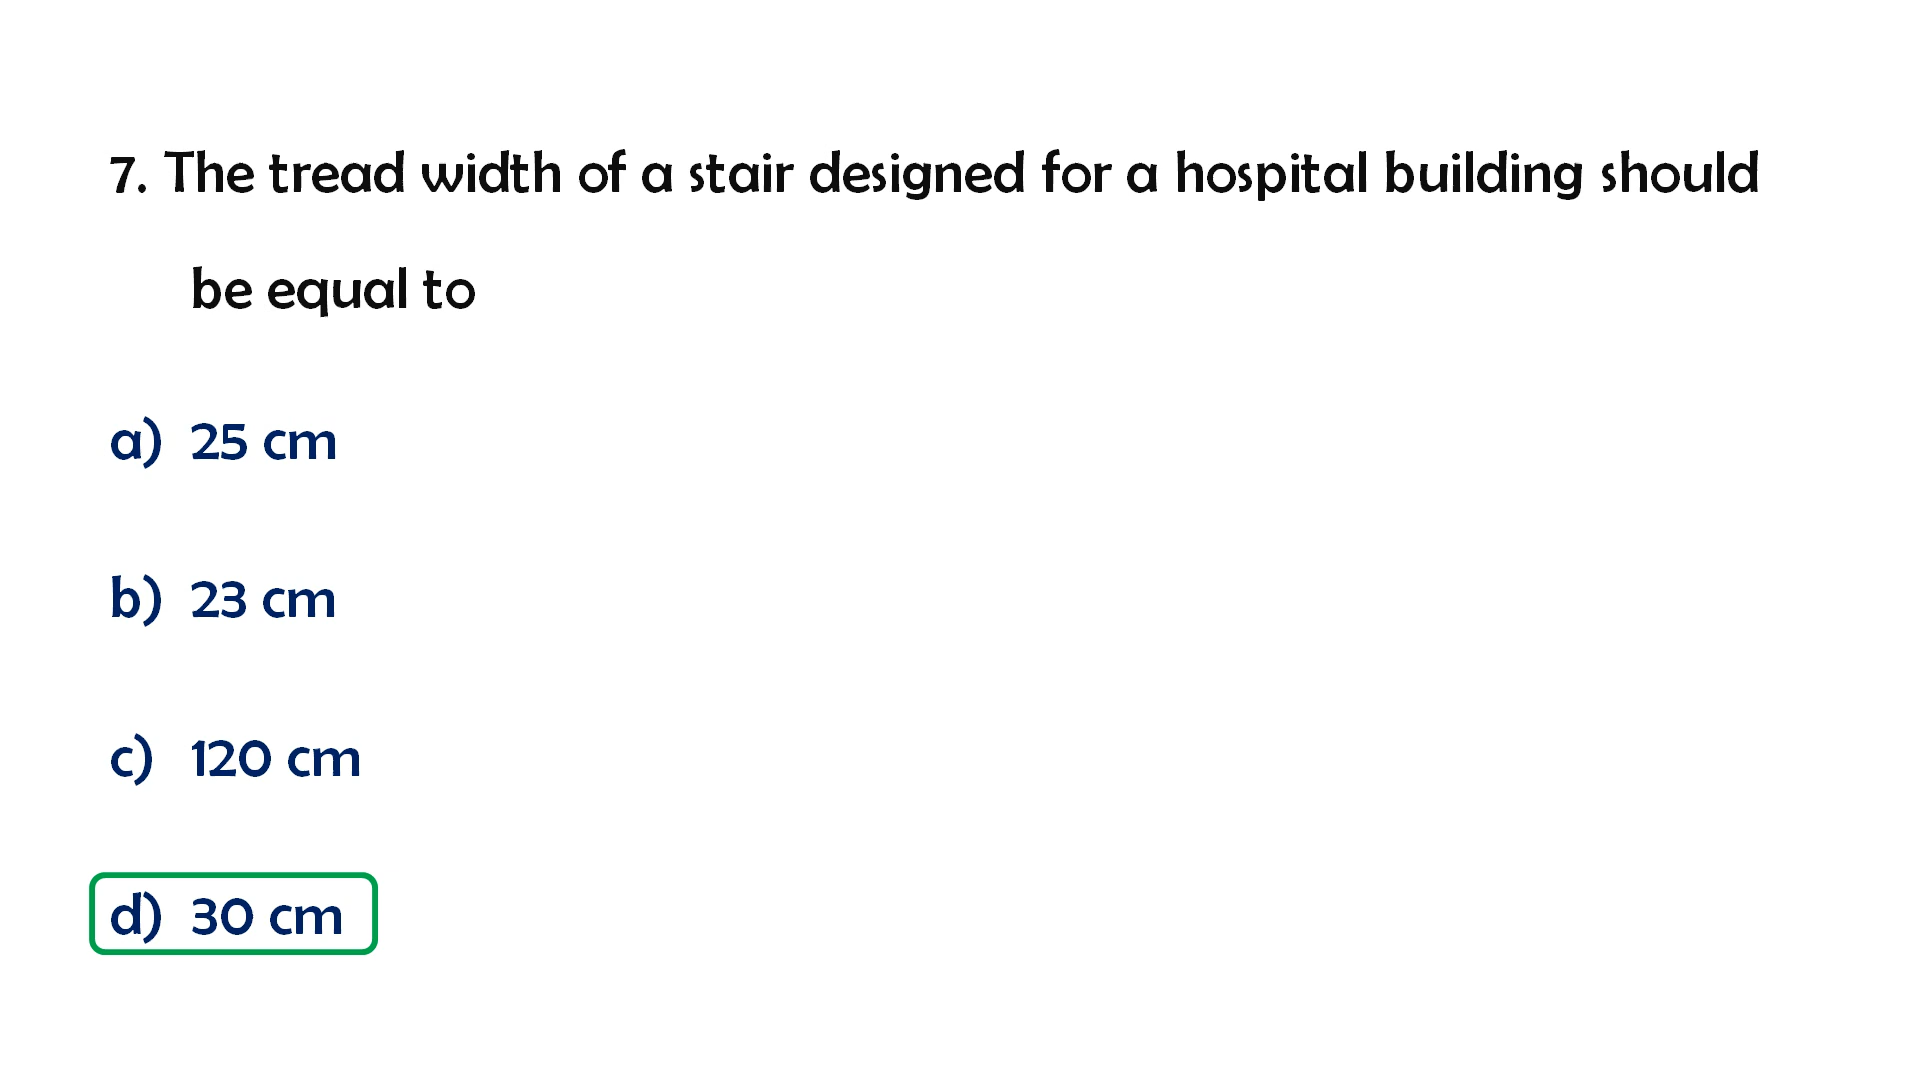 7. The tread width of a stair designed for a hospital building should
be equal to
a) 25 cm
b) 23 cm
c) 120 cm
d) 30 cm